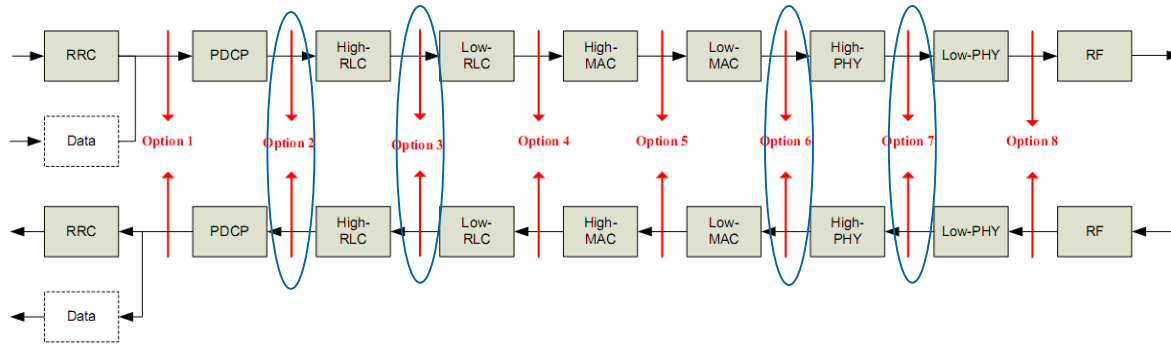 RRC
PDCP
High-
RLC
Low-
RLC
High-
MAC
Low-
MAC
High-
PHY
Low-PHY
RF
Data
Option 1
Option 2
Option 3
Option 4
Option 5
Option 6
Option 7
Option 8
RRC
PDCP
High-
RLC
Low-
RLC
High-
MAC
Low-
MAC
High-
PHY
Low-PHY
RF
Data